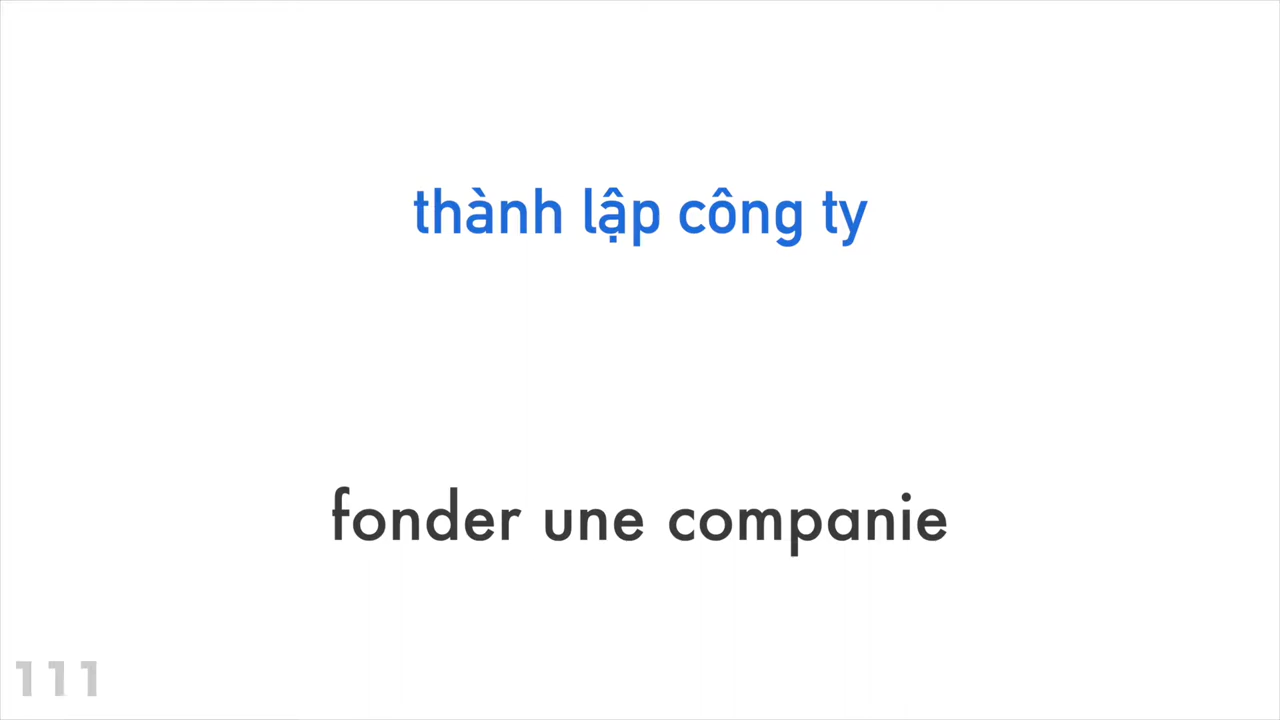 thành lập công ty
fonder une companie
111